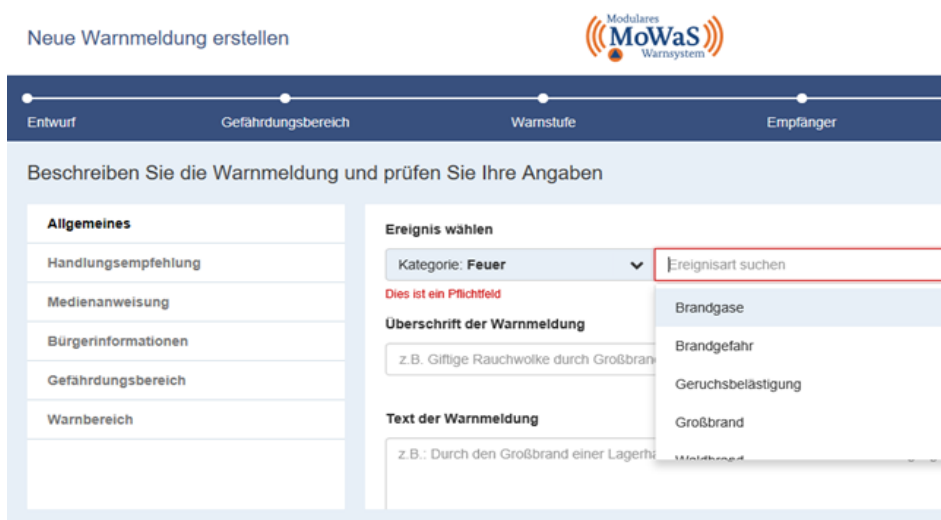 Neue Warnmeldung erstellen
Modulares
MoWaS
Warnsystem
Entwurf Gefährdungsbereich Warnstufe Empfänger
Beschreiben Sie die Warnmeldung und prüfen Sie Ihre Angaben
Allgemeines
Handlungsempfehlung
Medienanweisung
Bürgerinformationen
Gefährdungsbereich
Warnbereich
Ereignis wählen
Kategorie: Feuer
Ereignisart suchen
Dies ist ein Pflichtfeld
Brandgase
Brandgefahr
Geruchsbelästigung
Großbrand
Waldbrand
Überschrift der Warnmeldung
z.B. Giftige Rauchwolke durch Großbran
Text der Warnmeldung
z.B.: Durch den Großbrand einer Lagerha